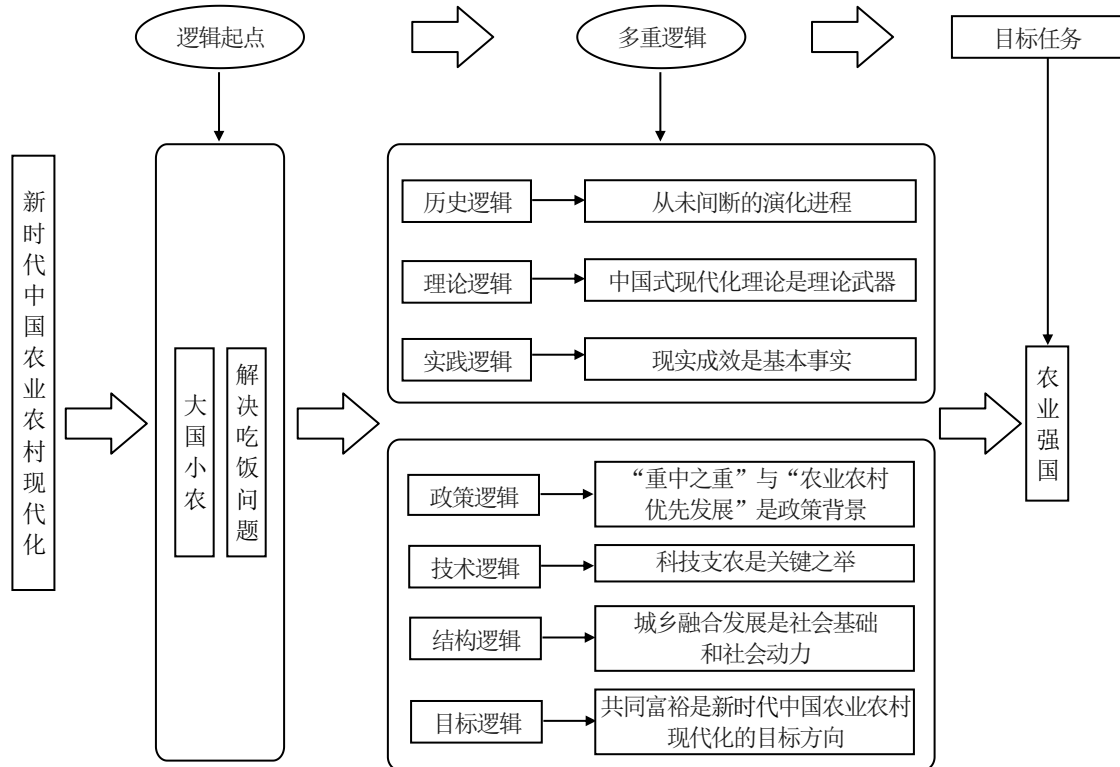 逻辑起点
多重逻辑
目标任务
新时代中国农业农村现代化
大国小农
解决吃饭问题
历史逻辑
从未间断的演化进程
理论逻辑
中国式现代化理论是理论武器
实践逻辑
现实成效是基本事实
政策逻辑
“重中之重”与“农业农村
优先发展”是政策背景
技术逻辑
科技支农是关键之举
结构逻辑
城乡融合发展是社会基础
和社会动力
目标逻辑
共同富裕是新时代中国农业农村
现代化的目标方向
农业强国